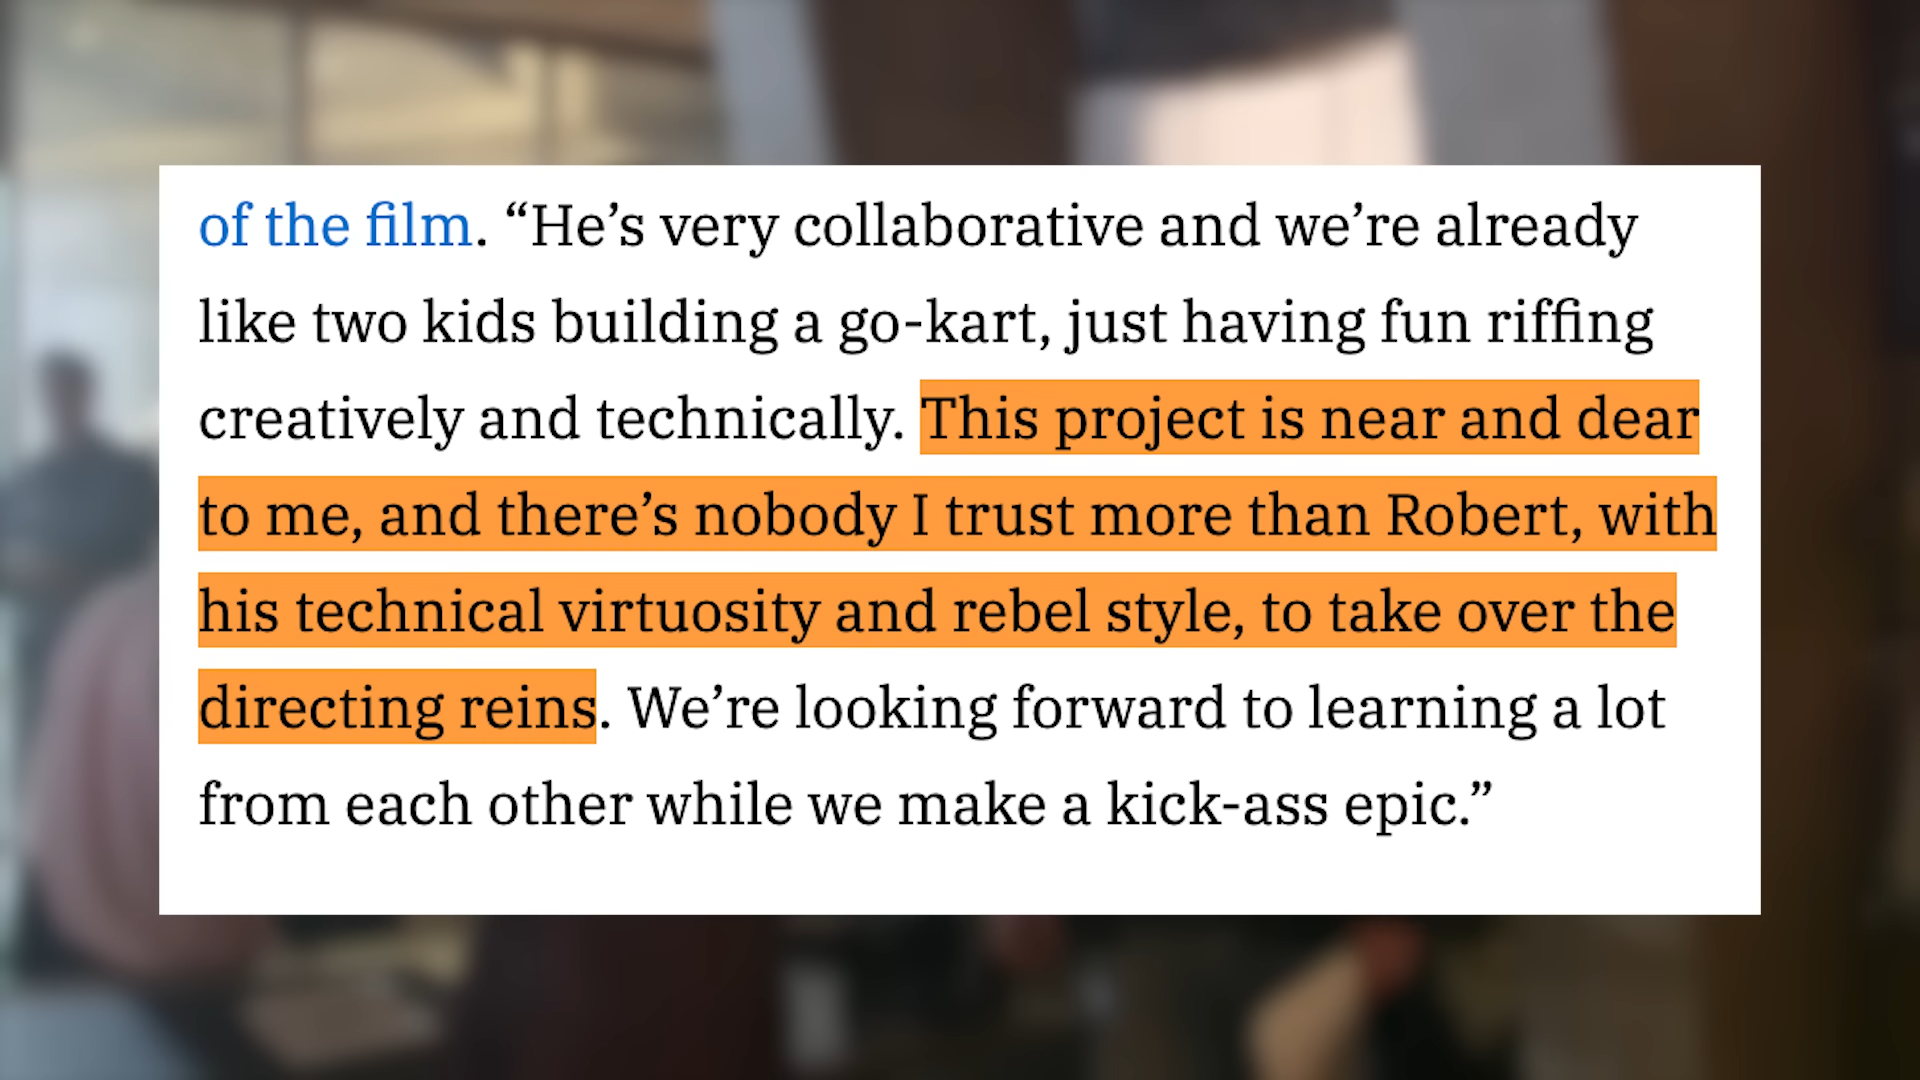 of the film. “He’s very collaborative and we’re already
like two kids building a go-kart, just having fun riffing
creatively and technically. This project is near and dear
to me, and there’s nobody I trust more than Robert, with
his technical virtuosity and rebel style, to take over the
directing reins. We’re looking forward to learning a lot
from each other while we make a kick-ass epic.”